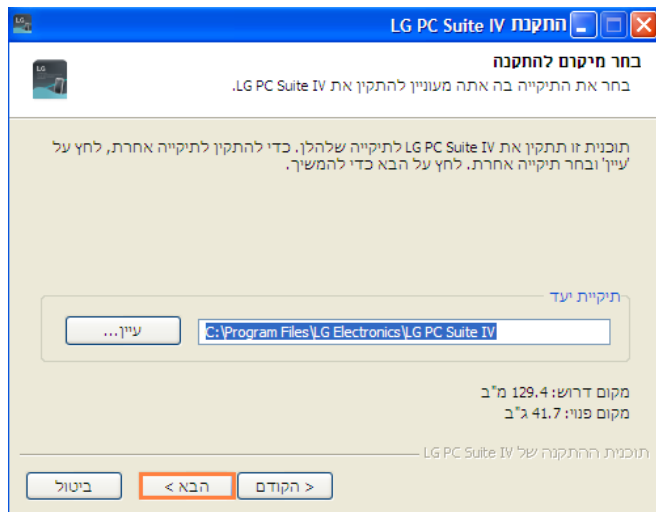 התקנת LG PC Suite IV
בחר מיקום להתקנה
בחר את התיקייה בה אתה מעוניין להתקין את LG PC Suite IV.
תוכנית זו תתקין את LG PC Suite IV לתיקייה שלהלן. כדי להתקין לתיקייה אחרת, לחץ על
'עיין' ובחר תיקייה אחרת. לחץ על הבא כדי להמשיך.
תיקיית יעד
C:\Program Files\LG Electronics\LG PC Suite IV
עיין...
מקום דרוש: 129.4 מ"ב
מקום פנוי: 41.7 ג"ב
תוכנית ההתקנה של LG PC Suite IV
< הקודם
הבא >
ביטול